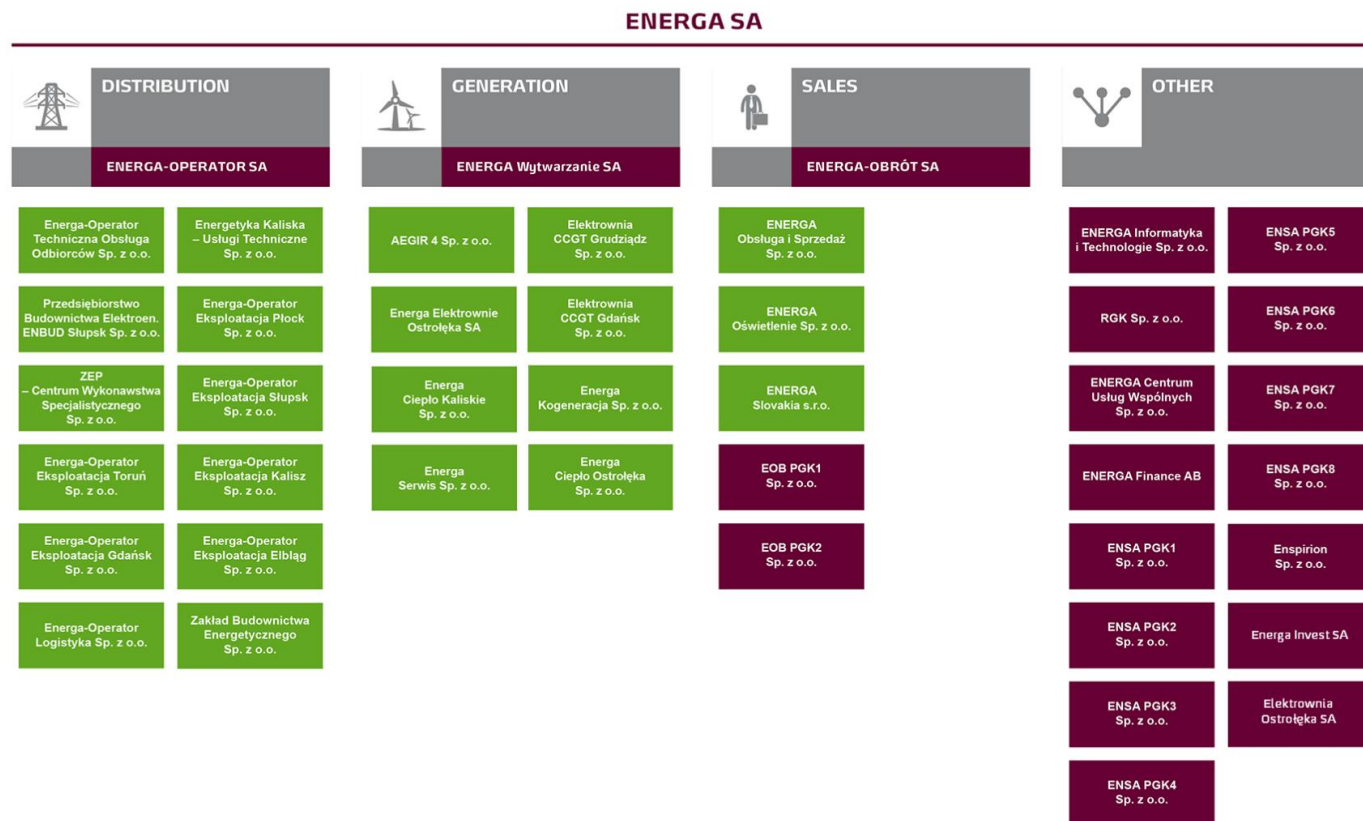 ENERGA SA
DISTRIBUTION
ENERGA-OPERATOR SA
Energa-Operator
Techniczna Obsługa
Odbiorców Sp. z o.o.
Energetyka Kaliska
– Usługi Techniczne
Sp. z o.o.
Przedsiębiorstwo
Budownictwa Elektroen.
ENBUD Słupsk Sp. z o.o.
Energa-Operator
Eksploatacja Płock
Sp. z o.o.
ZEP
– Centrum Wykonawstwa
Specjalistycznego
Sp. z o.o.
Energa-Operator
Eksploatacja Słupsk
Sp. z o.o.
Energa-Operator
Eksploatacja Toruń
Sp. z o.o.
Energa-Operator
Eksploatacja Kalisz
Sp. z o.o.
Energa-Operator
Eksploatacja Gdańsk
Sp. z o.o.
Energa-Operator
Eksploatacja Elbląg
Sp. z o.o.
Energa-Operator
Logistyka Sp. z o.o.
Zakład Budownictwa
Energetycznego
Sp. z o.o.
GENERATION
ENERGA Wytwarzanie SA
AEGIR 4 Sp. z o.o.
Elektrownia
CCGT Grudziądz
Sp. z o.o.
Energa Elektrownie
Ostrołęka SA
Elektrownia
CCGT Gdańsk
Sp. z o.o.
Energa
Ciepło Kaliskie
Sp. z o.o.
Energa
Kogeneracja Sp. z o.o.
Energa
Serwis Sp. z o.o.
Energa
Ciepło Ostrołęka
Sp. z o.o.
SALES
ENERGA-OBRÓT SA
ENERGA
Obsługa i Sprzedaż
Sp. z o.o.
ENERGA
Oświetlenie Sp. z o.o.
ENERGA
Slovakia s.r.o.
EOB PGK1
Sp. z o.o.
EOB PGK2
Sp. z o.o.
OTHER
ENERGA Informatyka
i Technologie Sp. z o.o.
ENSA PGK5
Sp. z o.o.
RGK Sp. z o.o.
ENSA PGK6
Sp. z o.o.
ENERGA Centrum
Usług Wspólnych
Sp. z o.o.
ENSA PGK7
Sp. z o.o.
ENERGA Finance AB
ENSA PGK8
Sp. z o.o.
ENSA PGK1
Sp. z o.o.
Enspirion
Sp. z o.o.
ENSA PGK2
Sp. z o.o.
Energa Invest SA
ENSA PGK3
Sp. z o.o.
Elektrownia
Ostrołęka SA
ENSA PGK4
Sp. z o.o.